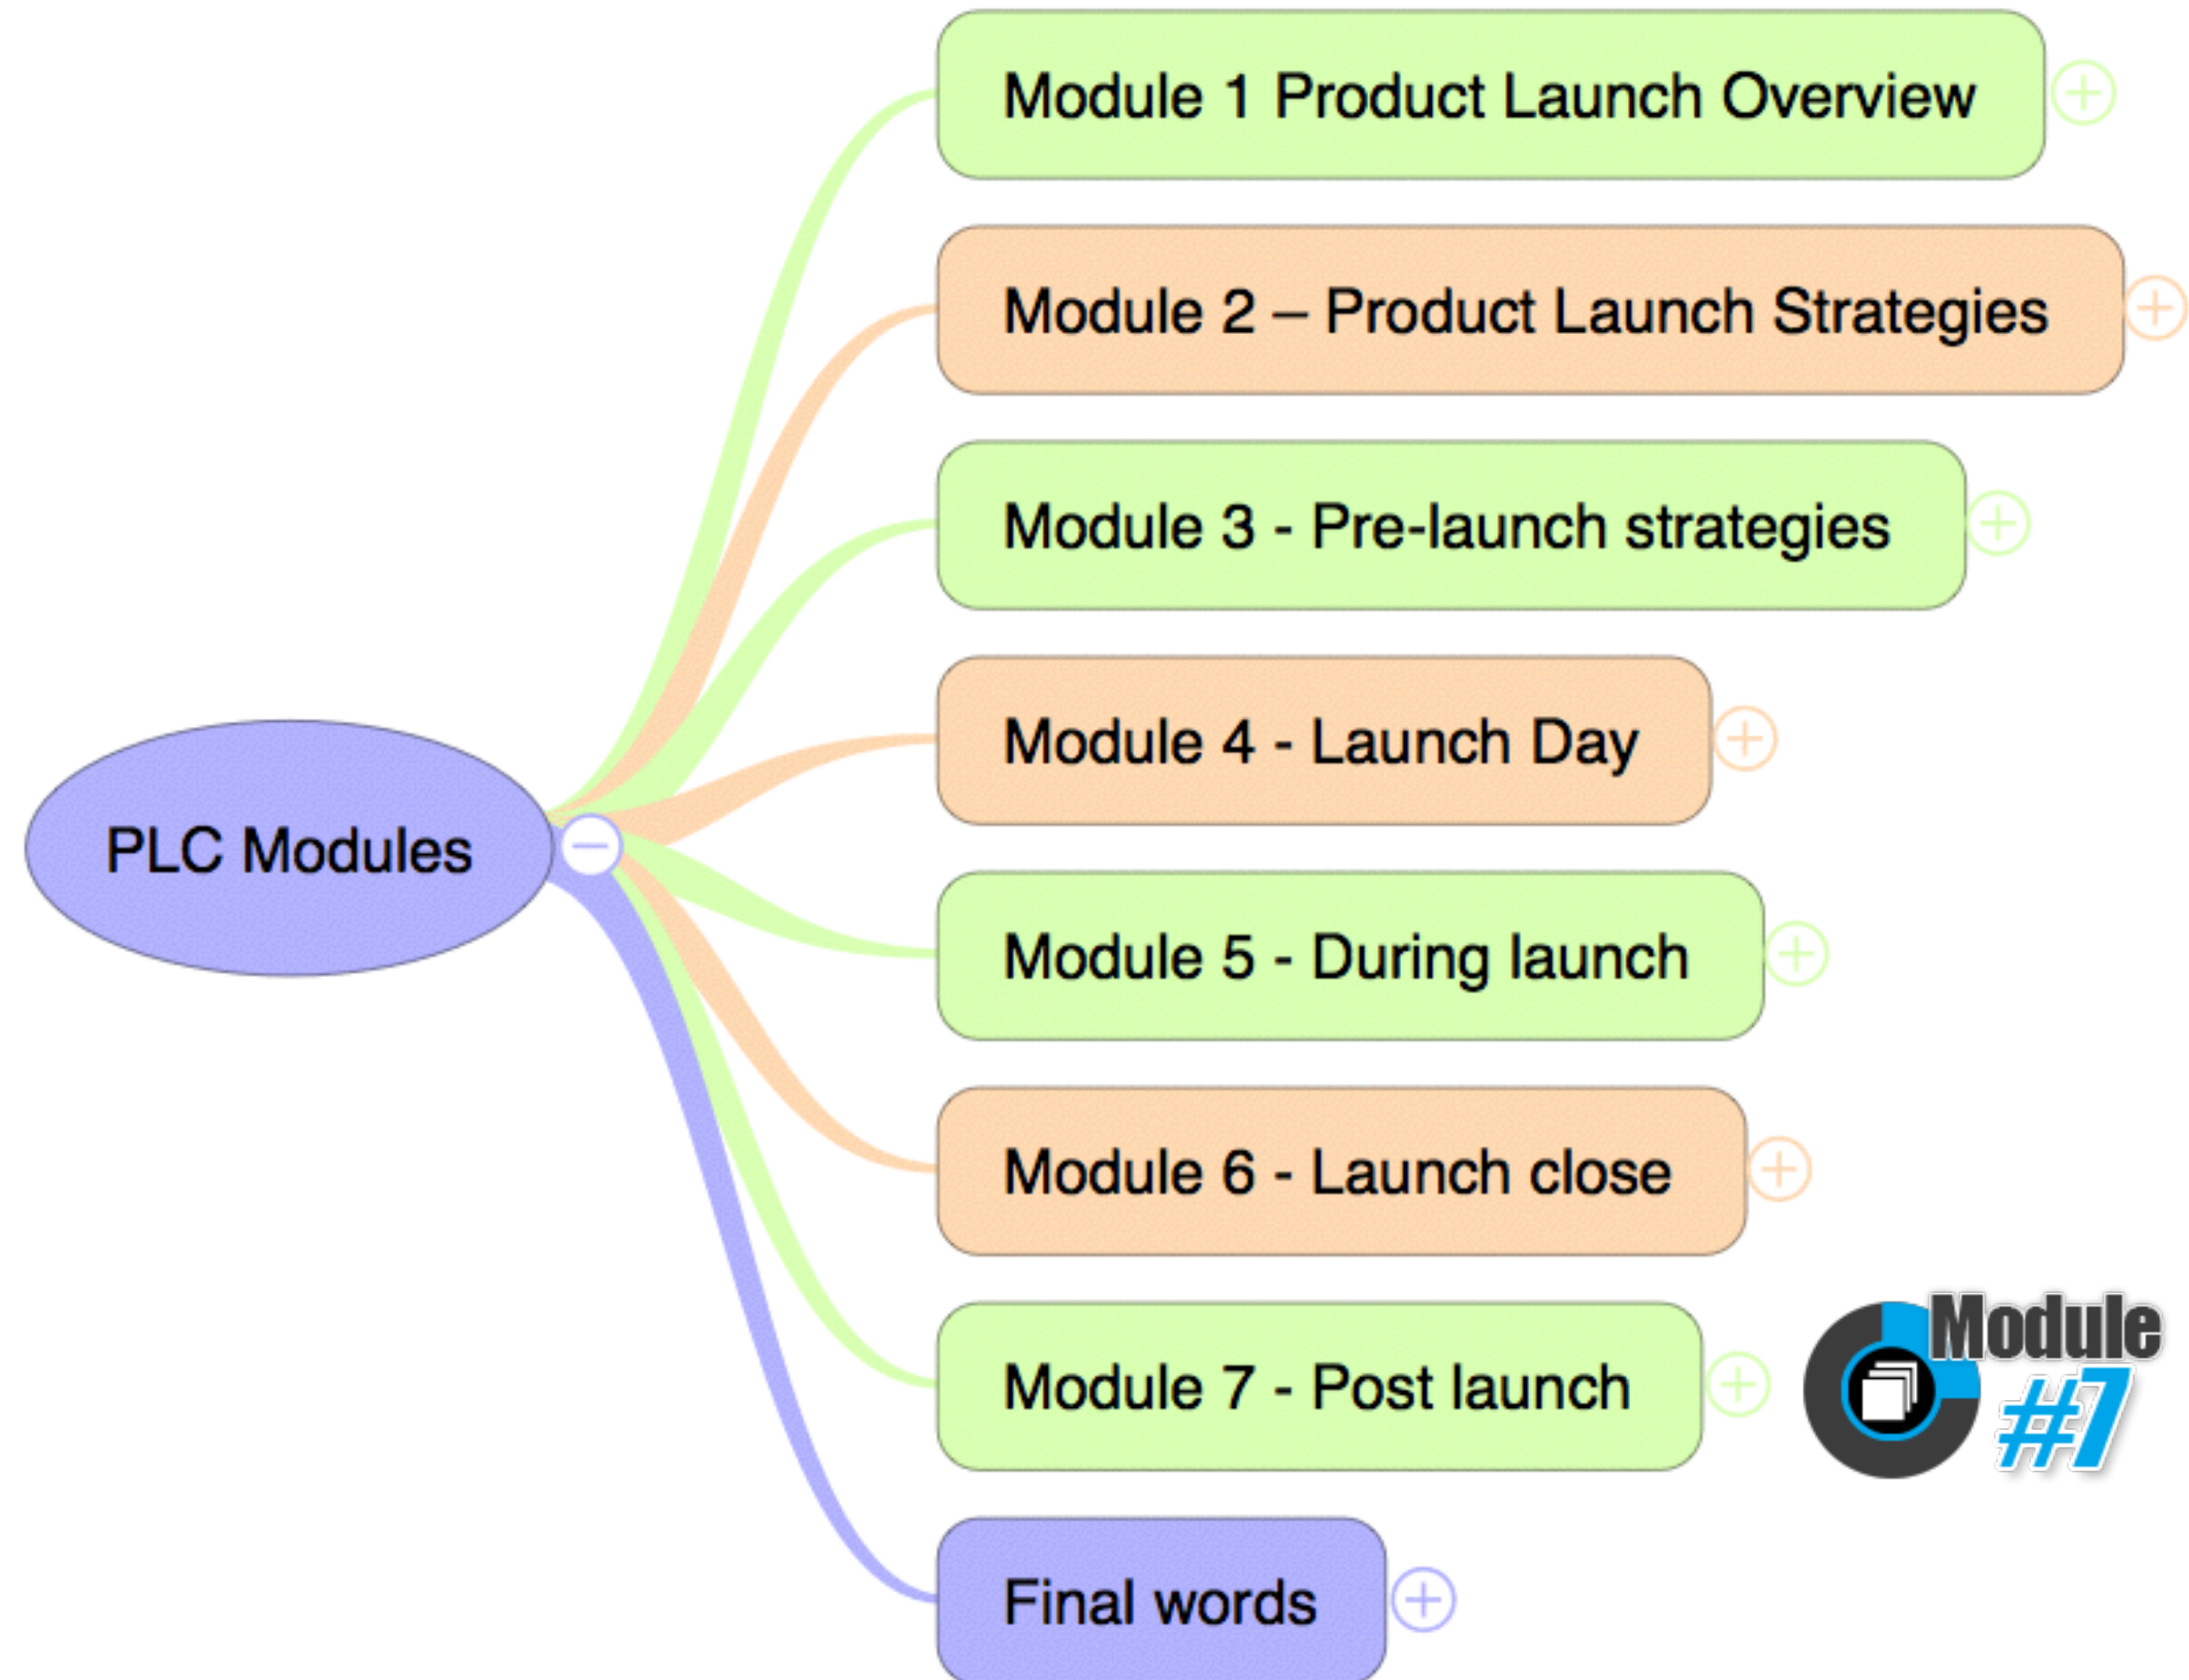 Module 1 Product Launch Overview
Module 2 – Product Launch Strategies
Module 3 - Pre-launch strategies
Module 4 - Launch Day
PLC Modules
Module 5 - During launch
Module 6 - Launch close
Module 7 - Post launch
Module
#7
Final words